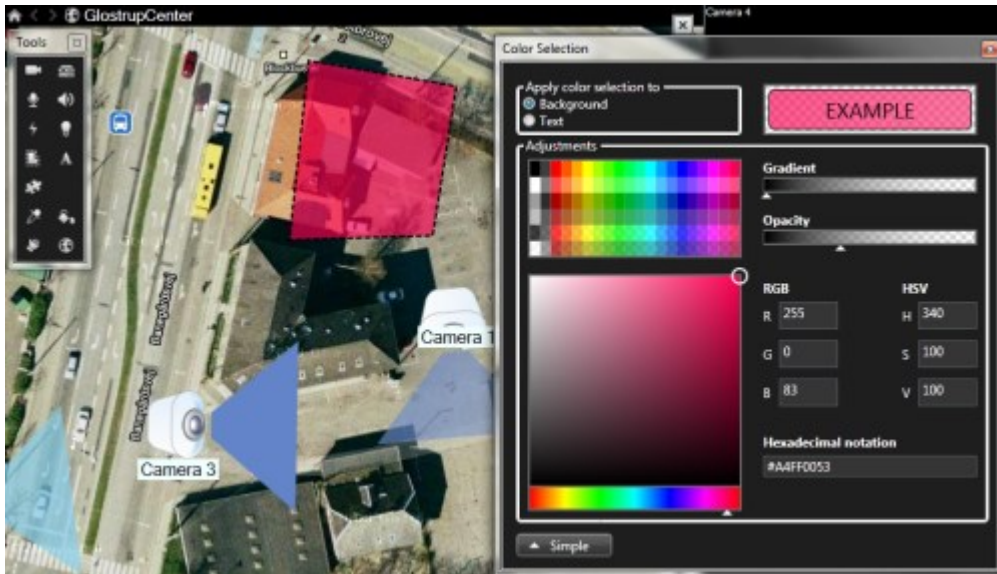 GlostrupCenter
Camera 4
Tools
A
Color Selection
Apply color selection to
Background
Text
EXAMPLE
Adjustments
Gradient
Opacity
RGB
HSV
R 255
H 340
G 0
S 100
B 83
V 100
Hexadecimal notation
#A4FF0053
Simple
Camera 1
Camera 3